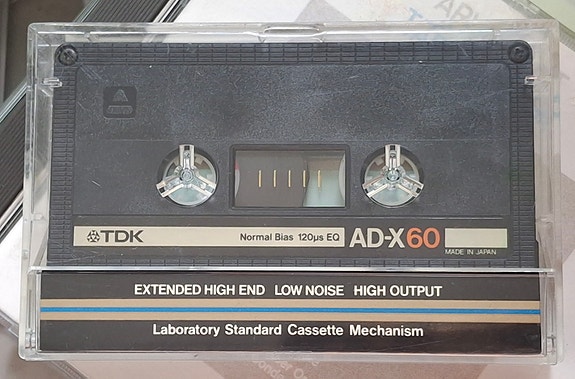 TDK Normal Bias 120µs EQ AD-X60
MADE IN JAPAN
EXTENDED HIGH END LOW NOISE HIGH OUTPUT
Laboratory Standard Cassette Mechanism